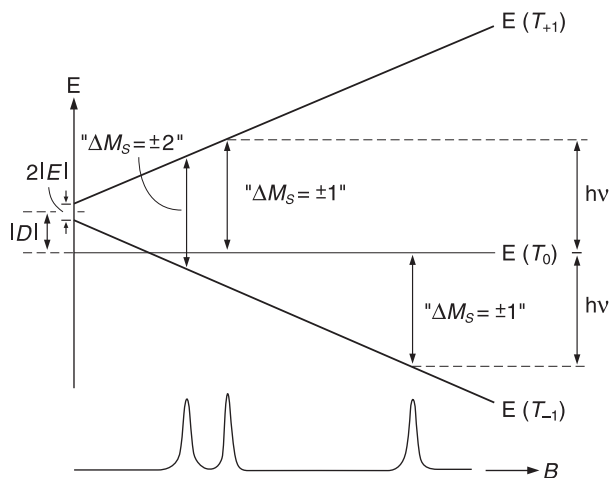 E (T₊₁)
E
"ΔMₛ = ±2"
2|E|
"ΔMₛ = ±1"
hν
|D|
E (T₀)
"ΔMₛ = ±1"
hν
E (T₋₁)
B